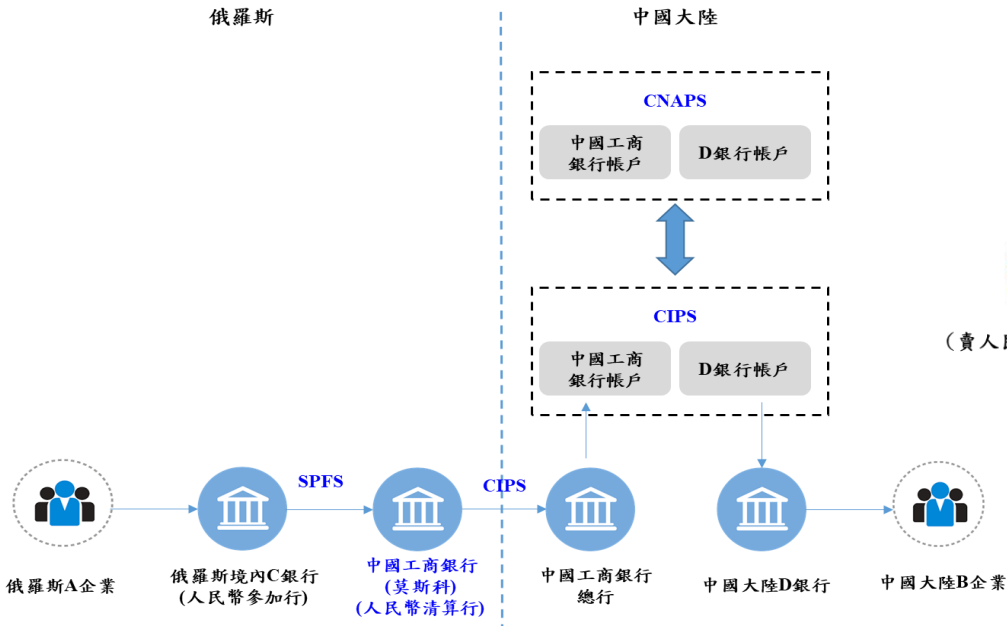 俄羅斯
中國大陸
CNAPS
中國工商
銀行帳戶
D銀行帳戶
CIPS
中國工商
銀行帳戶
D銀行帳戶
(賣人民
SPFS
CIPS
俄羅斯A企業
俄羅斯境內C銀行
(人民幣參加行)
中國工商銀行
(莫斯科)
(人民幣清算行)
中國工商銀行
總行
中國大陸D銀行
中國大陸B企業